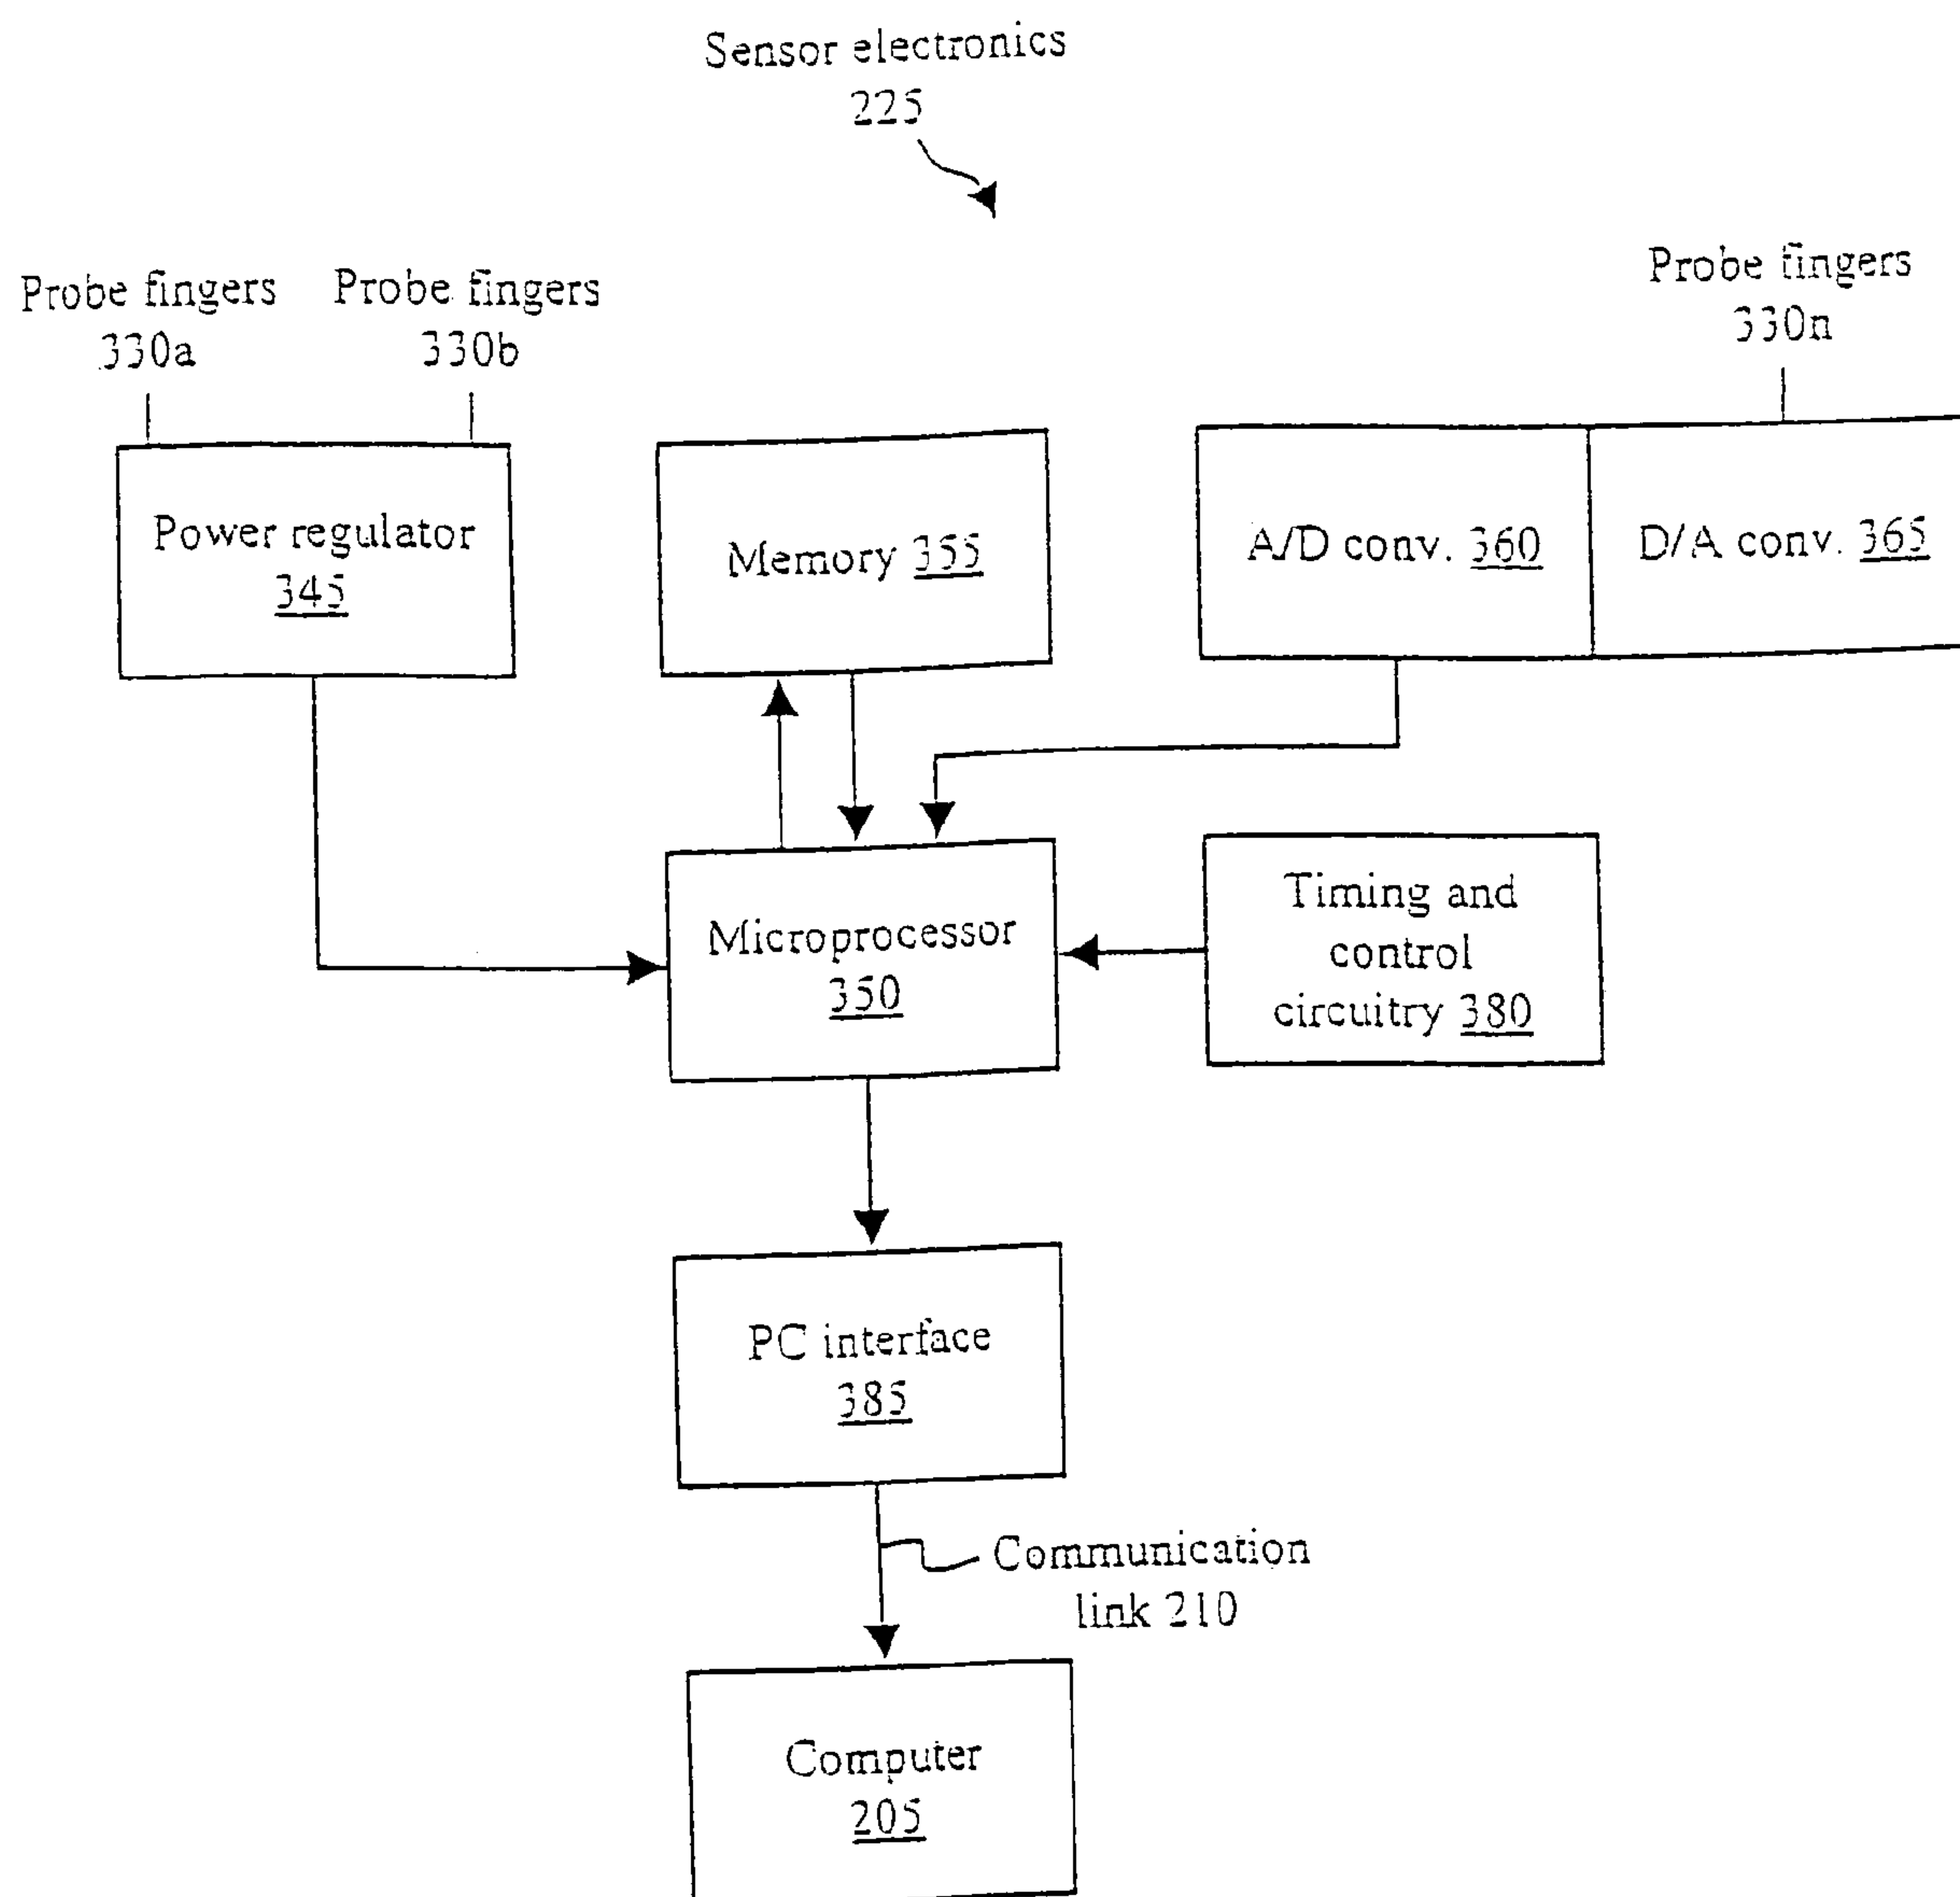 Sensor electronics
225
Probe fingers
330a
Probe fingers
330b
Probe fingers
330n
Power regulator
345
Memory 355
A/D conv. 360
D/A conv. 365
Microprocessor
350
Timing and
control
circuitry 380
PC interface
385
Communication
link 210
Computer
205